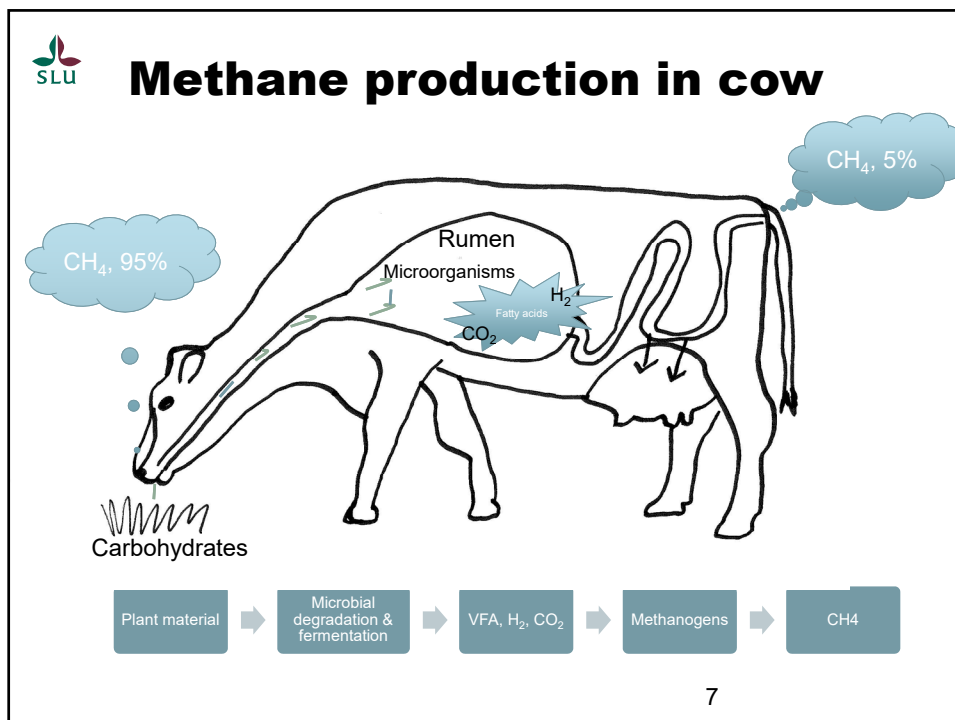 SLU
Methane production in cow
CH₄, 5%
CH₄, 95%
Rumen
Microorganisms
H₂
Fatty acids
CO₂
Carbohydrates
Plant material
Microbial
degradation &
fermentation
VFA, H₂, CO₂
Methanogens
CH4
7